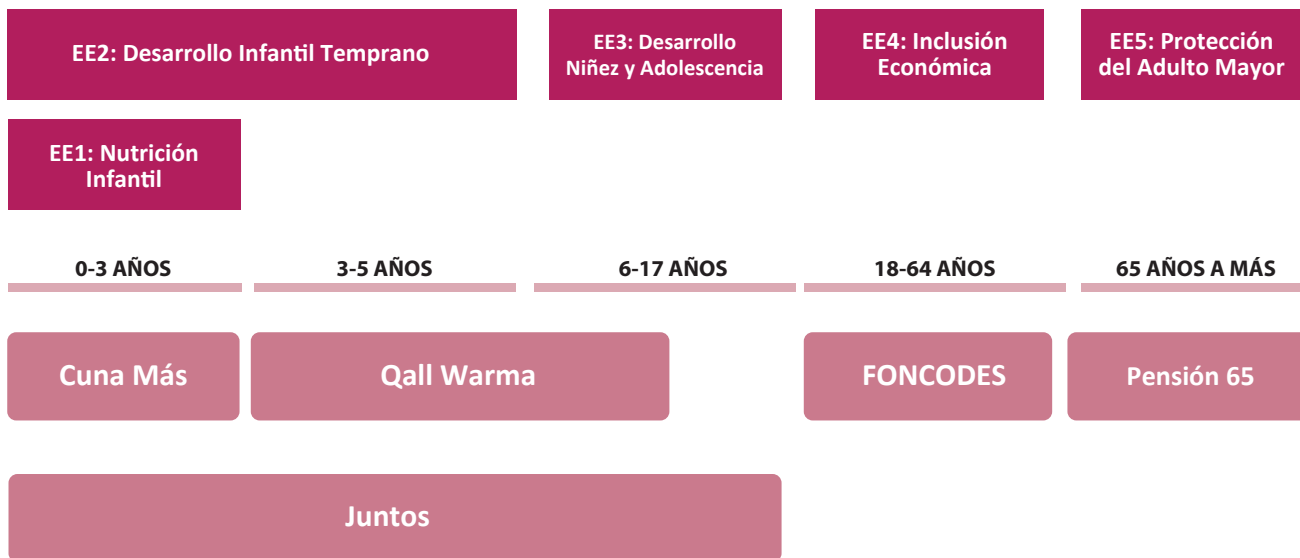 EE2: Desarrollo Infantil Temprano
EE3: Desarrollo
Niñez y Adolescencia
EE4: Inclusión
Económica
EE5: Protección
del Adulto Mayor
EE1: Nutrición
Infantil
0-3 AÑOS
3-5 AÑOS
6-17 AÑOS
18-64 AÑOS
65 AÑOS A MÁS
Cuna Más
Qall Warma
FONCODES
Pensión 65
Juntos